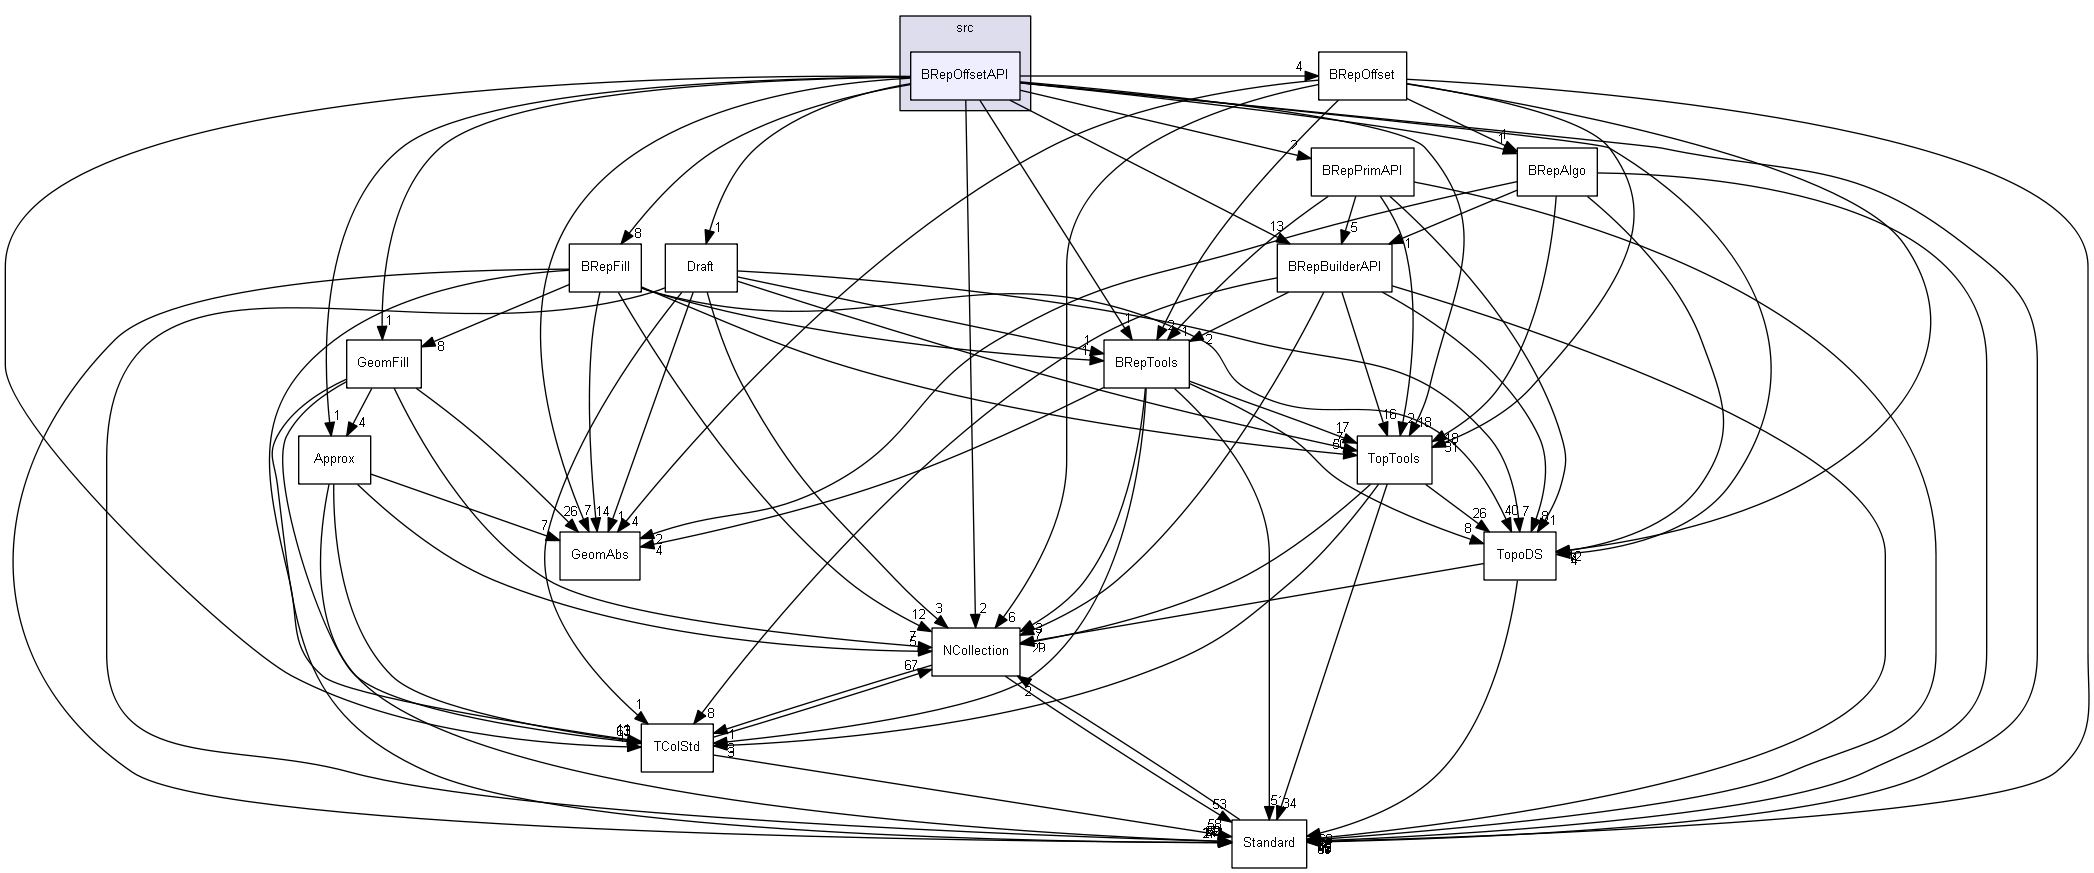 src
BRepOffsetAPI
BRepOffset
4
1
2
BRepPrimAPI
BRepAlgo
8
1
13
5
1
BRepFill
Draft
BRepBuilderAPI
1
8
1
1
1
1
2
GeomFill
BRepTools
1
4
17
16
18
TopTools
Approx
7
26
7
14
1
4
2
4
8
26
40
7
8
1
GeomAbs
TopoDS
12
3
2
6
NCollection
67
1
8
2
TColStd
53
34
Standard